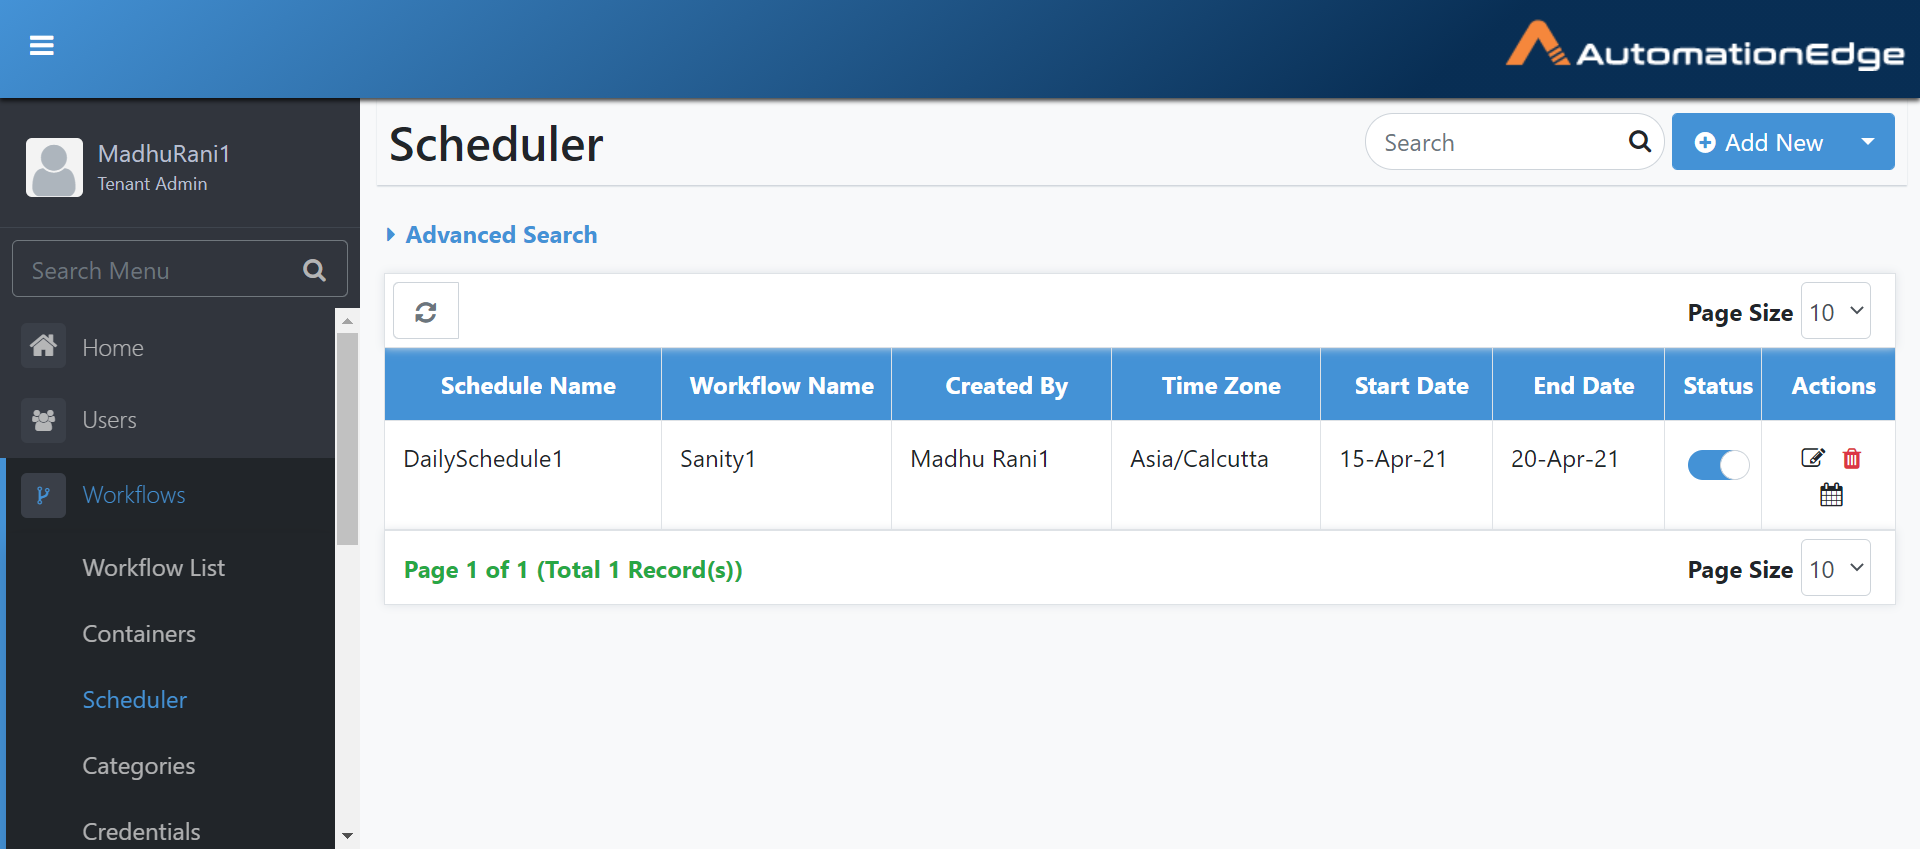 AutomationEdge
MadhuRani1
Tenant Admin
Search Menu
Home
Users
Workflows
Workflow List
Containers
Scheduler
Categories
Credentials
Scheduler
Search
Add New
Advanced Search
Page Size 10
Schedule Name Workflow Name Created By Time Zone Start Date End Date Status Actions
DailySchedule1 Sanity1 Madhu Rani1 Asia/Calcutta 15-Apr-21 20-Apr-21
Page 1 of 1 (Total 1 Record(s)) Page Size 10